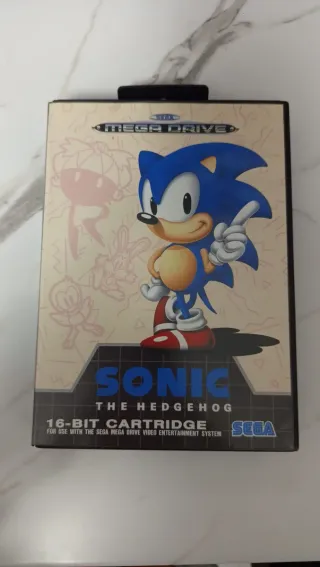 SEGA
MEGA DRIVE
SONIC
THE HEDGEHOG
16-BIT CARTRIDGE
FOR USE WITH THE SEGA MEGA DRIVE VIDEO ENTERTAINMENT SYSTEM
SEGA